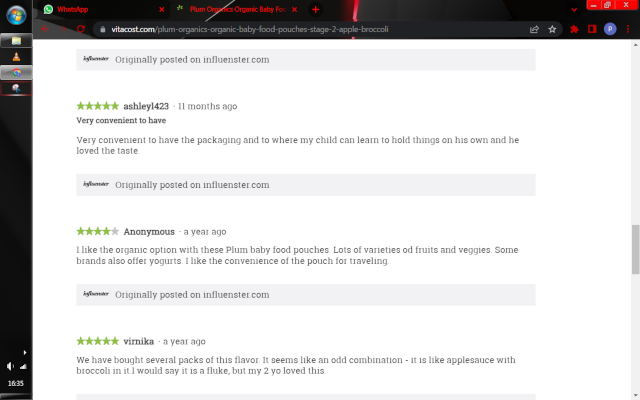 WhatsApp
Plum Organics Organic Baby Foo
vitacost.com/plum-organics-organic-baby-food-pouches-stage-2-apple-broccoli
P
influenster Originally posted on influenster.com
ashleyl423 · 11 months ago
Very convenient to have
Very convenient to have the packaging and to where my child can learn to hold things on his own and he
loved the taste.
influenster Originally posted on influenster.com
Anonymous · a year ago
I like the organic option with these Plum baby food pouches. Lots of varieties od fruits and veggies. Some
brands also offer yogurts. I like the convenience of the pouch for traveling.
influenster Originally posted on influenster.com
virnika · a year ago
We have bought several packs of this flavor. It seems like an odd combination - it is like applesauce with
broccoli in it.I would say it is a fluke, but my 2 yo loved this.
16:35